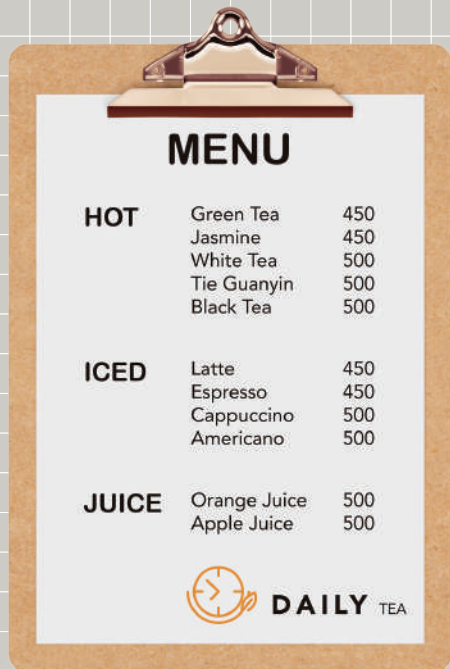 MENU
HOT Green Tea 450
Jasmine 450
White Tea 500
Tie Guanyin 500
Black Tea 500
ICED Latte 450
Espresso 450
Cappuccino 500
Americano 500
JUICE Orange Juice 500
Apple Juice 500
DAILY TEA